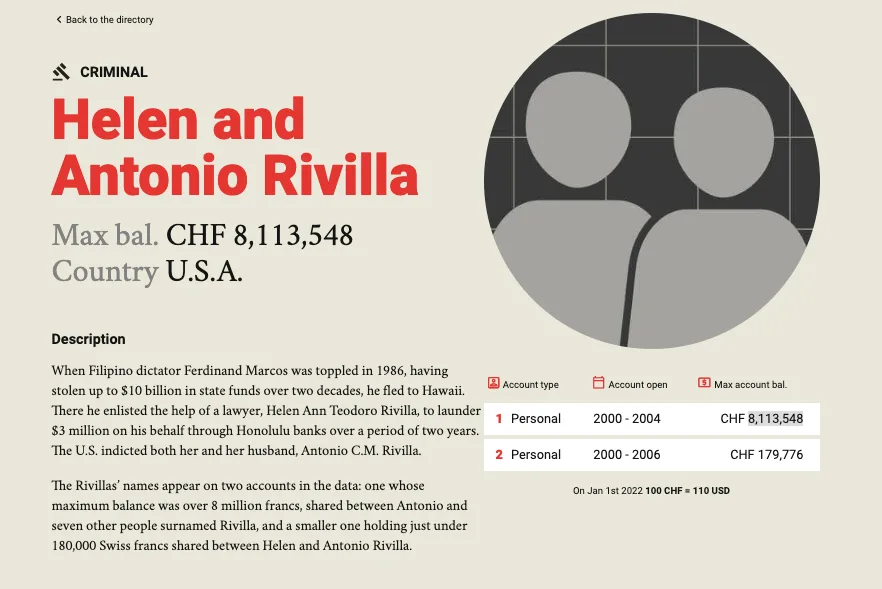 Back to the directory
CRIMINAL
Helen and
Antonio Rivilla
Max bal. CHF 8,113,548
Country U.S.A.
Description
When Filipino dictator Ferdinand Marcos was toppled in 1986, having
stolen up to $10 billion in state funds over two decades, he fled to Hawaii.
There he enlisted the help of a lawyer, Helen Ann Teodoro Rivilla, to launder
$3 million on his behalf through Honolulu banks over a period of two years.
The U.S. indicted both her and her husband, Antonio C.M. Rivilla.
The Rivillas’ names appear on two accounts in the data: one whose
maximum balance was over 8 million francs, shared between Antonio and
seven other people surnamed Rivilla, and a smaller one holding just under
180,000 Swiss francs shared between Helen and Antonio Rivilla.
Account type Account open Max account bal.
1 Personal 2000 - 2004 CHF 8,113,548
2 Personal 2000 - 2006 CHF 179,776
On Jan 1st 2022 100 CHF = 110 USD